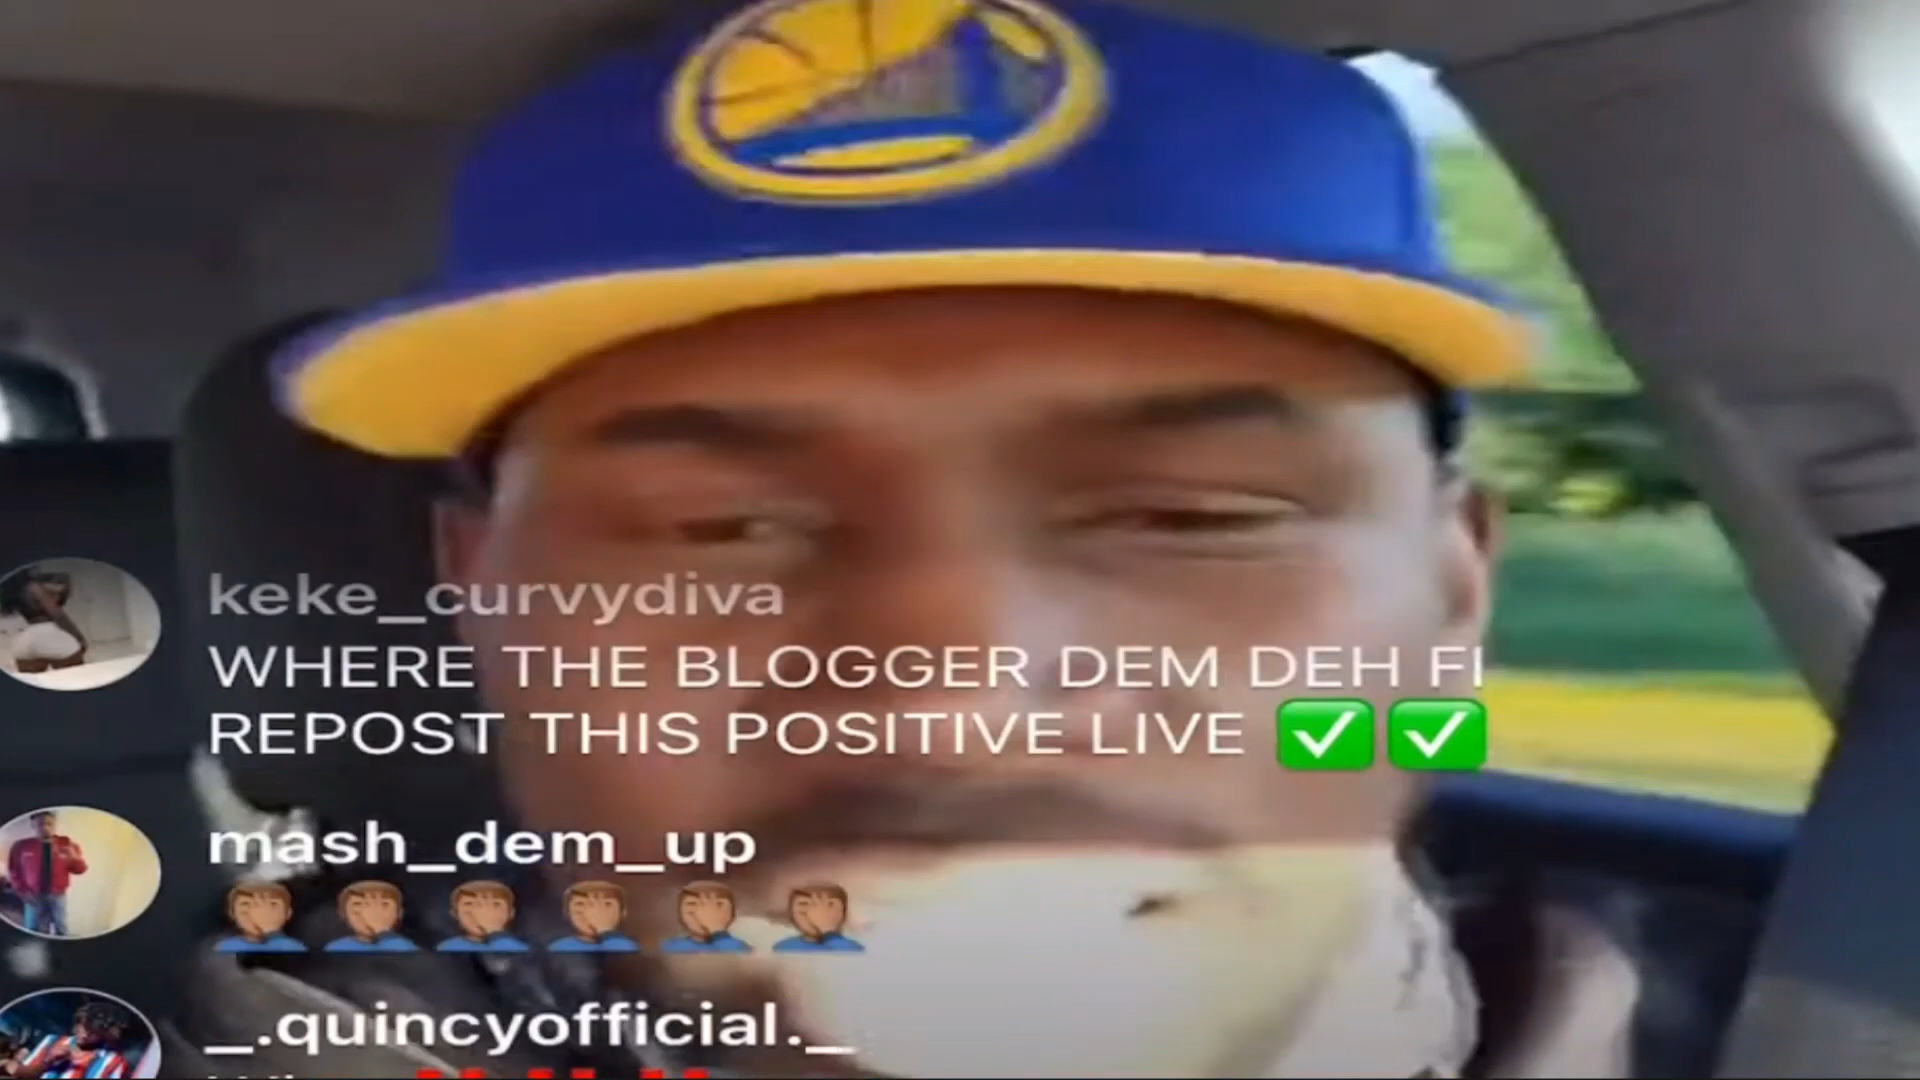 keke_curvydiva
WHERE THE BLOGGER DEM DEH FI
REPOST THIS POSITIVE LIVE ✅✅
mash_dem_up
🤦🏽‍♂️🤦🏽‍♂️🤦🏽‍♂️🤦🏽‍♂️🤦🏽‍♂️🤦🏽‍♂️
_.quincyofficial._